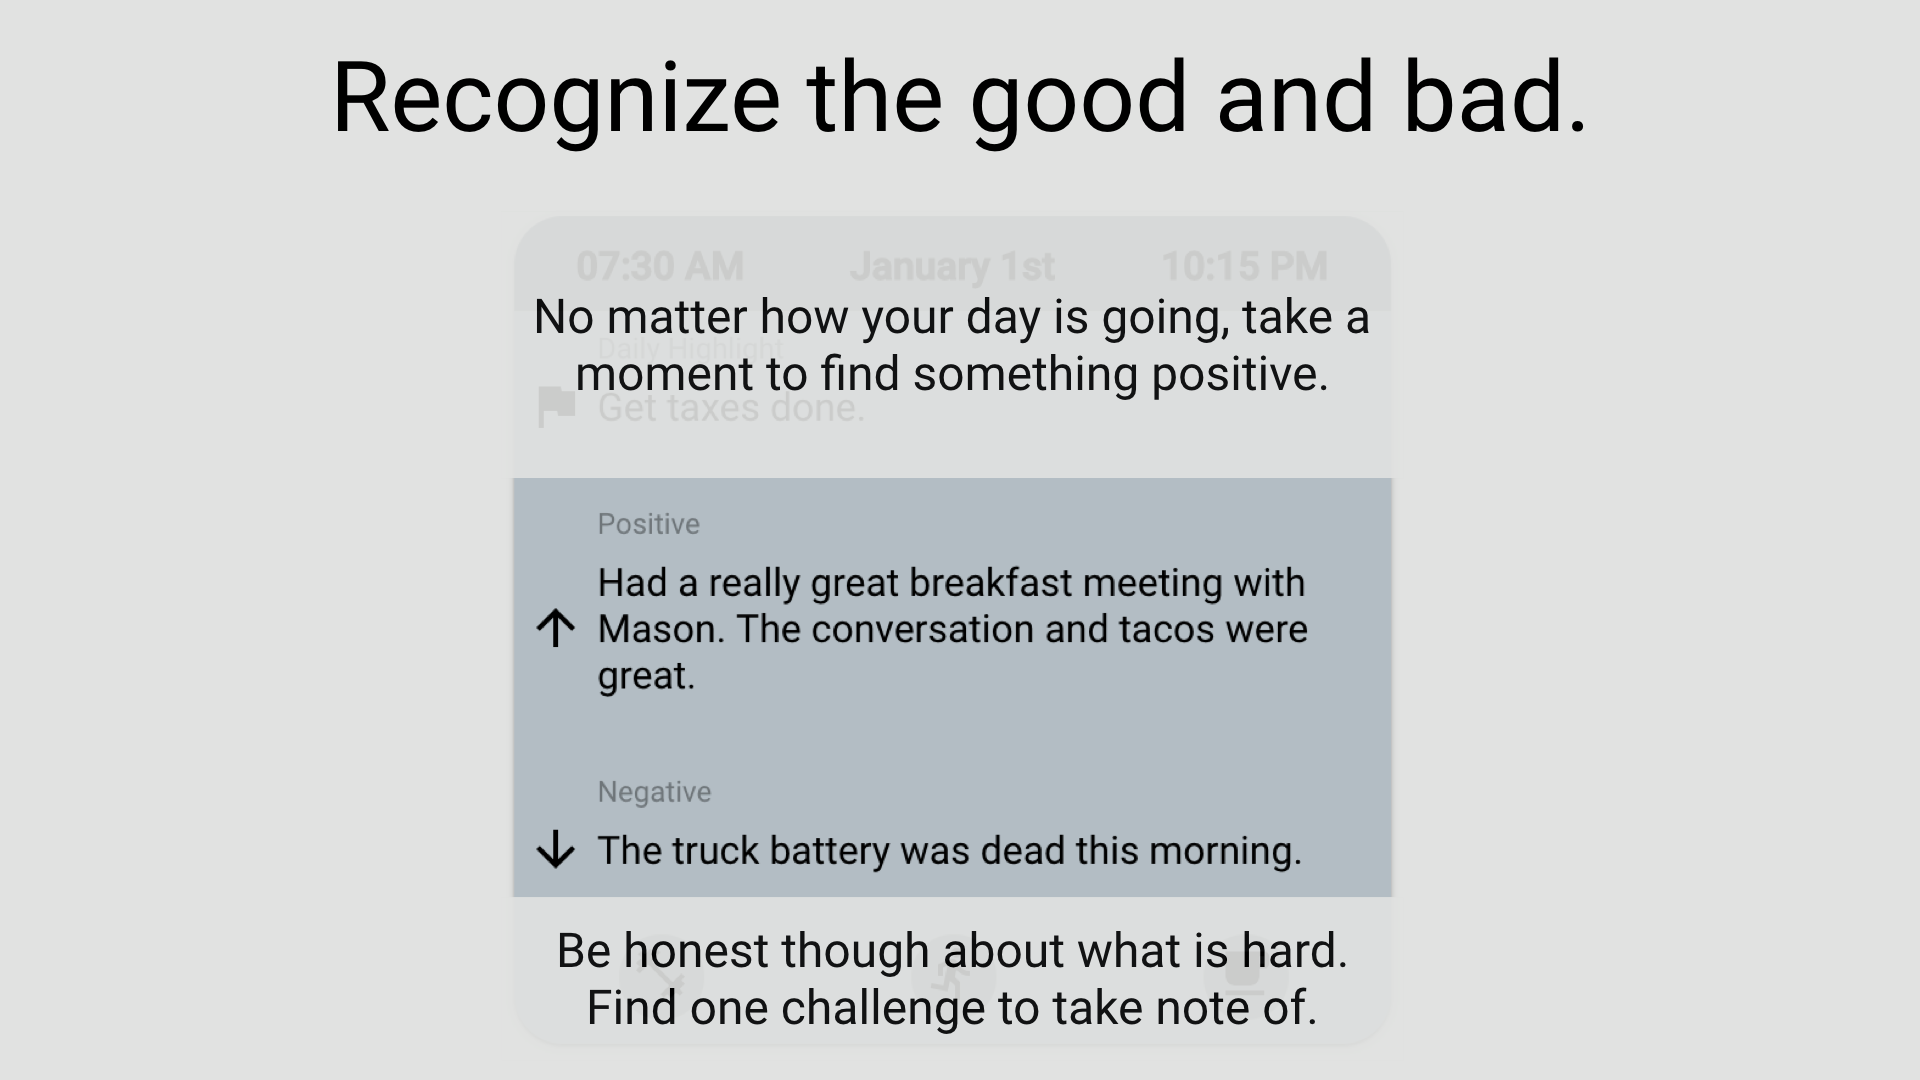 Recognize the good and bad.
07:30 AM January 1st 10:15 PM
No matter how your day is going, take a
Daily Highlight
moment to find something positive.
Get taxes done.
Positive
Had a really great breakfast meeting with
Mason. The conversation and tacos were
great.
Negative
The truck battery was dead this morning.
Be honest though about what is hard.
Find one challenge to take note of.